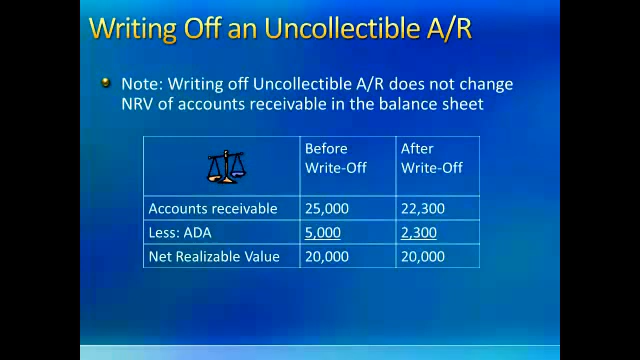 Writing Off an Uncollectible A/R
Note: Writing off Uncollectible A/R does not change
NRV of accounts receivable in the balance sheet
Before Write-Off
After Write-Off
Accounts receivable 25,000 22,300
Less: ADA 5,000 2,300
Net Realizable Value 20,000 20,000